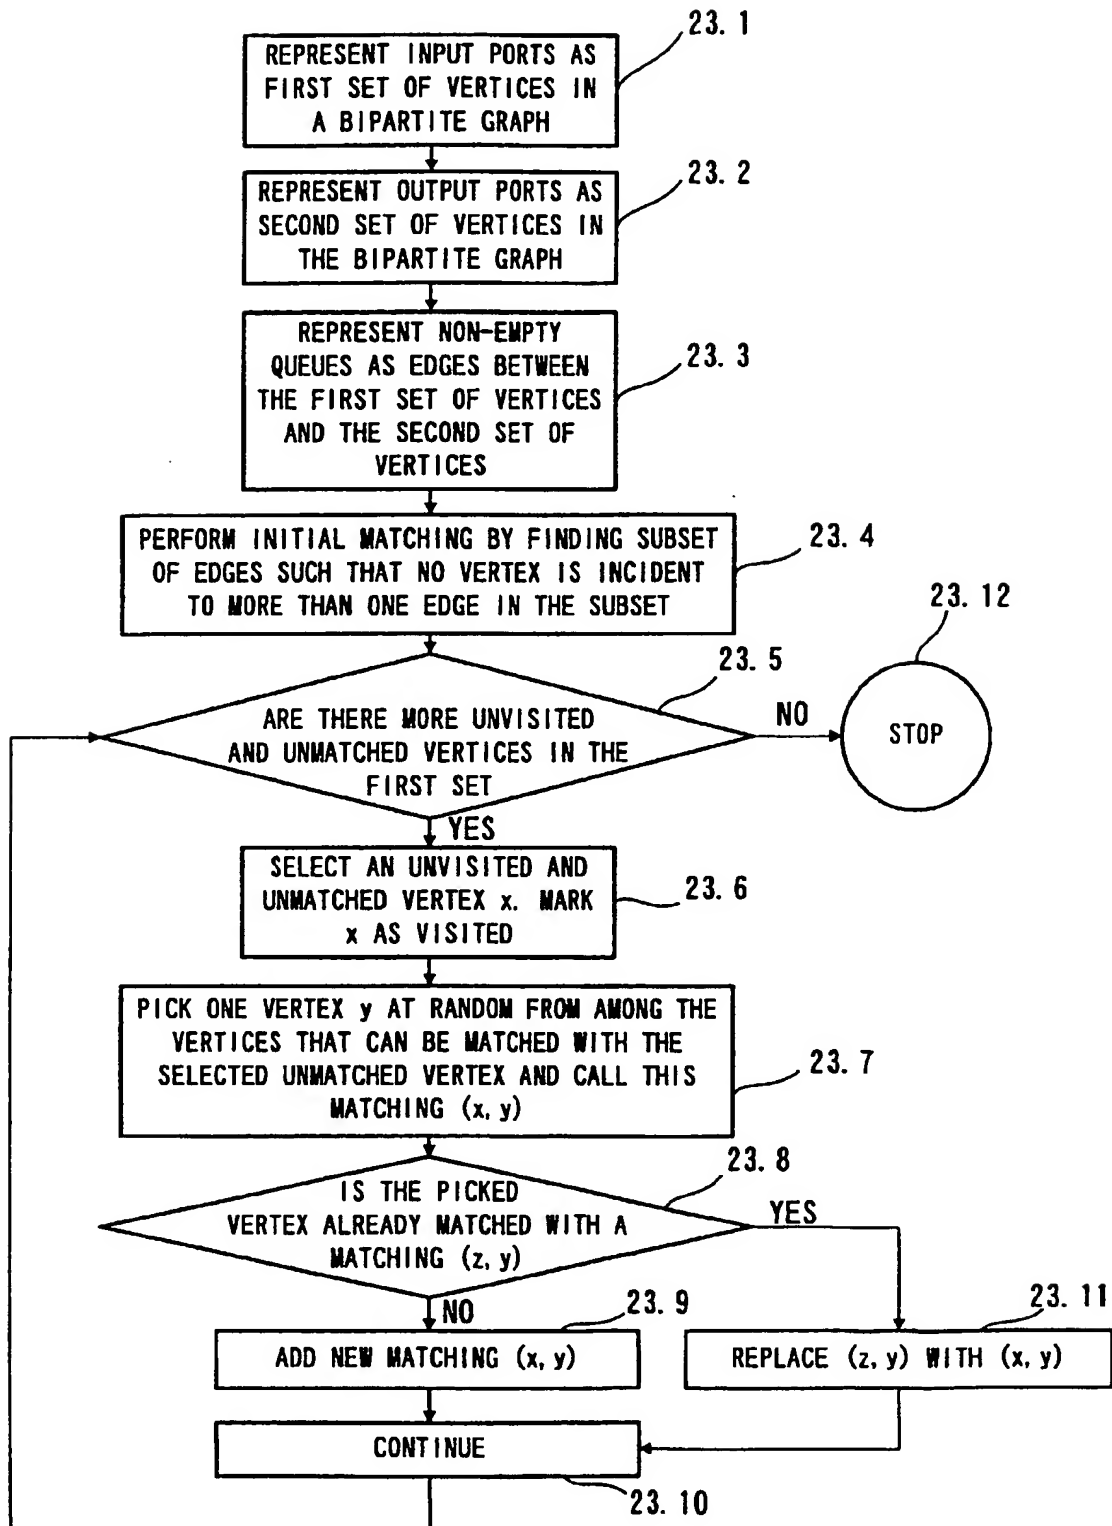 23.1
REPRESENT INPUT PORTS AS
FIRST SET OF VERTICES IN
A BIPARTITE GRAPH
23.2
REPRESENT OUTPUT PORTS AS
SECOND SET OF VERTICES IN
THE BIPARTITE GRAPH
REPRESENT NON-EMPTY
QUEUES AS EDGES BETWEEN
THE FIRST SET OF VERTICES
AND THE SECOND SET OF
VERTICES
23.3
PERFORM INITIAL MATCHING BY FINDING SUBSET
OF EDGES SUCH THAT NO VERTEX IS INCIDENT
TO MORE THAN ONE EDGE IN THE SUBSET
23.4
23.12
STOP
23.5
ARE THERE MORE UNVISITED
AND UNMATCHED VERTICES IN THE
FIRST SET
NO
YES
SELECT AN UNVISITED AND
UNMATCHED VERTEX x. MARK
x AS VISITED
23.6
PICK ONE VERTEX y AT RANDOM FROM AMONG THE
VERTICES THAT CAN BE MATCHED WITH THE
SELECTED UNMATCHED VERTEX AND CALL THIS
MATCHING (x, y)
23.7
23.8
IS THE PICKED
VERTEX ALREADY MATCHED WITH A
MATCHING (z, y)
YES
NO
23.9
ADD NEW MATCHING (x, y)
23.11
REPLACE (z, y) WITH (x, y)
CONTINUE
23.10